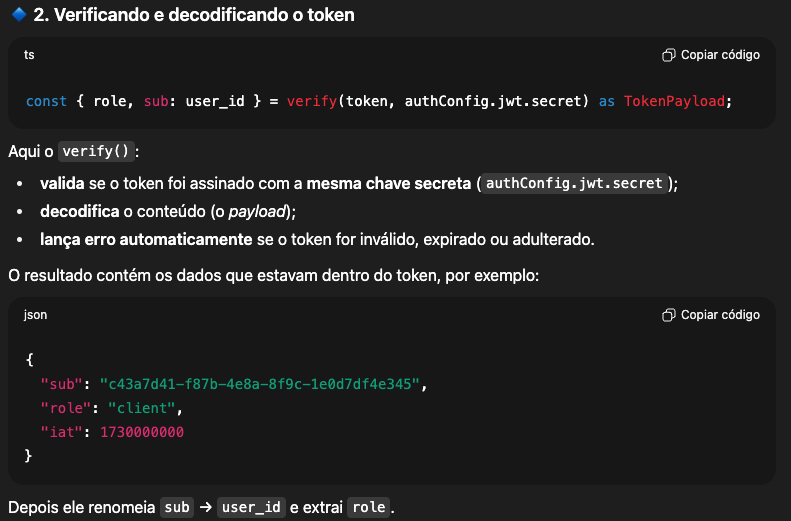 🔹 2. Verificando e decodificando o token
ts
Copiar código
const { role, sub: user_id } = verify(token, authConfig.jwt.secret) as TokenPayload;
Aqui o verify():
• valida se o token foi assinado com a mesma chave secreta (authConfig.jwt.secret);
• decodifica o conteúdo (o payload);
• lança erro automaticamente se o token for inválido, expirado ou adulterado.
O resultado contém os dados que estavam dentro do token, por exemplo:
json
Copiar código
{
"sub": "c43a7d41-f87b-4e8a-8f9c-1e0d7df4e345",
"role": "client",
"iat": 1730000000
}
Depois ele renomeia sub → user_id e extrai role.